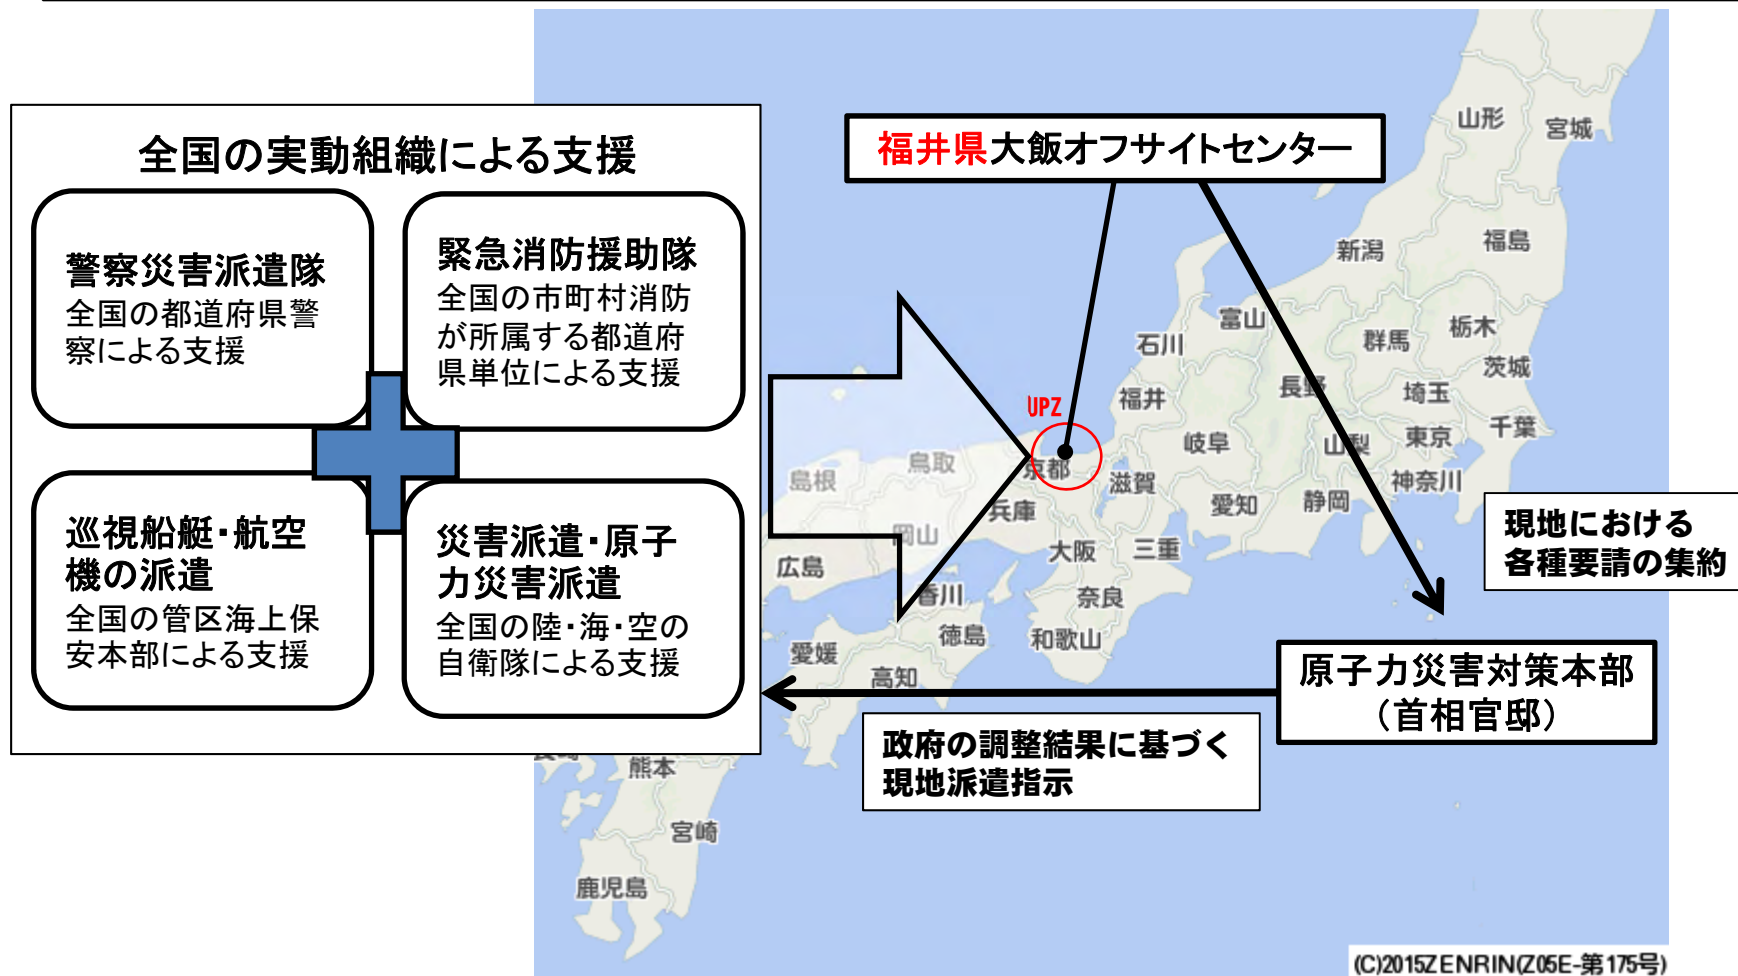 全国の実動組織による支援
警察災害派遣隊
全国の都道府県警
察による支援
緊急消防援助隊
全国の市町村消防
が所属する都道府
県単位による支援
巡視船艇・航空
機の派遣
全国の管区海上保
安本部による支援
災害派遣・原子
力災害派遣
全国の陸・海・空の
自衛隊による支援
福井県大飯オフサイトセンター
山形
宮城
新潟
福島
富山
石川
群馬
栃木
茨城
長野
埼玉
福井
UPZ
千葉
東京
岐阜
山梨
神奈川
京都
滋賀
鳥取
島根
愛知
静岡
兵庫
岡山
大阪
三重
広島
香川
奈良
徳島
和歌山
愛媛
高知
現地における
各種要請の集約
原子力災害対策本部
（首相官邸）
政府の調整結果に基づく
現地派遣指示
熊本
宮崎
鹿児島
(C)2015ZENRIN(Z05E-第175号)